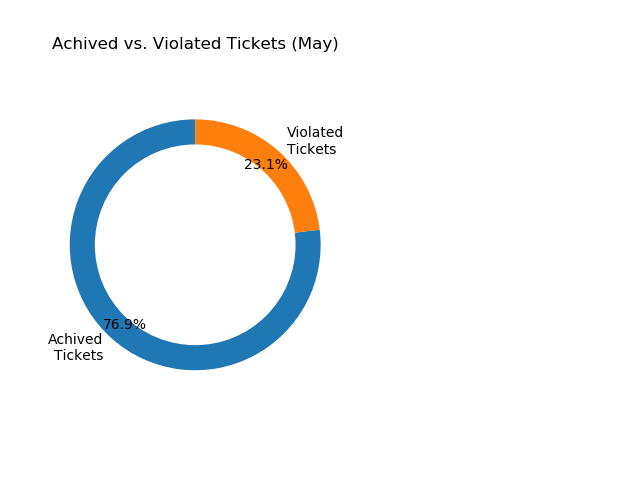 Achived vs. Violated Tickets (May)
Violated
Tickets
23.1%
76.9%
Achived
Tickets